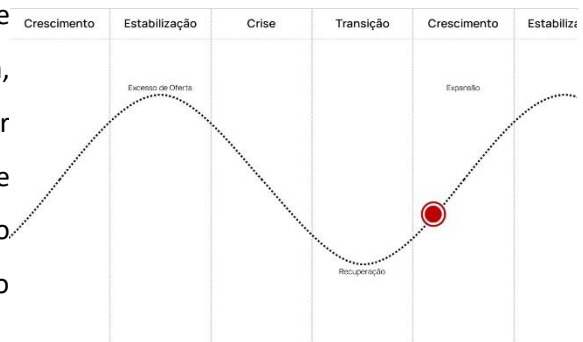 Crescimento Estabilização Crise Transição Crescimento
Excesso de Oferta Expansão
Recuperação